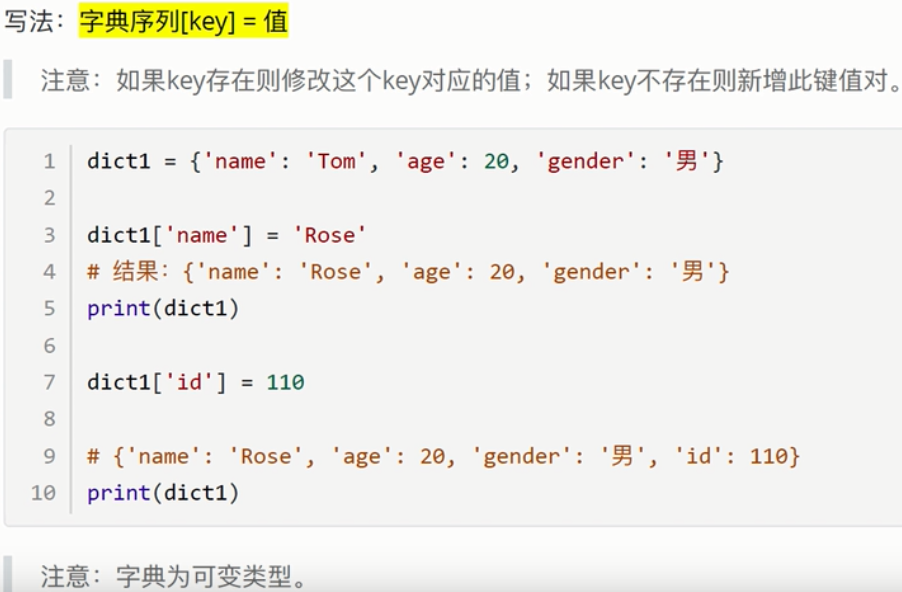 写法：字典序列[key] = 值
注意：如果key存在则修改这个key对应的值；如果key不存在则新增此键值对。
1 dict1 = {'name': 'Tom', 'age': 20, 'gender': '男'}
2
3 dict1['name'] = 'Rose'
4 # 结果：{'name': 'Rose', 'age': 20, 'gender': '男'}
5 print(dict1)
6
7 dict1['id'] = 110
8
9 # {'name': 'Rose', 'age': 20, 'gender': '男', 'id': 110}
10 print(dict1)
注意：字典为可变类型。